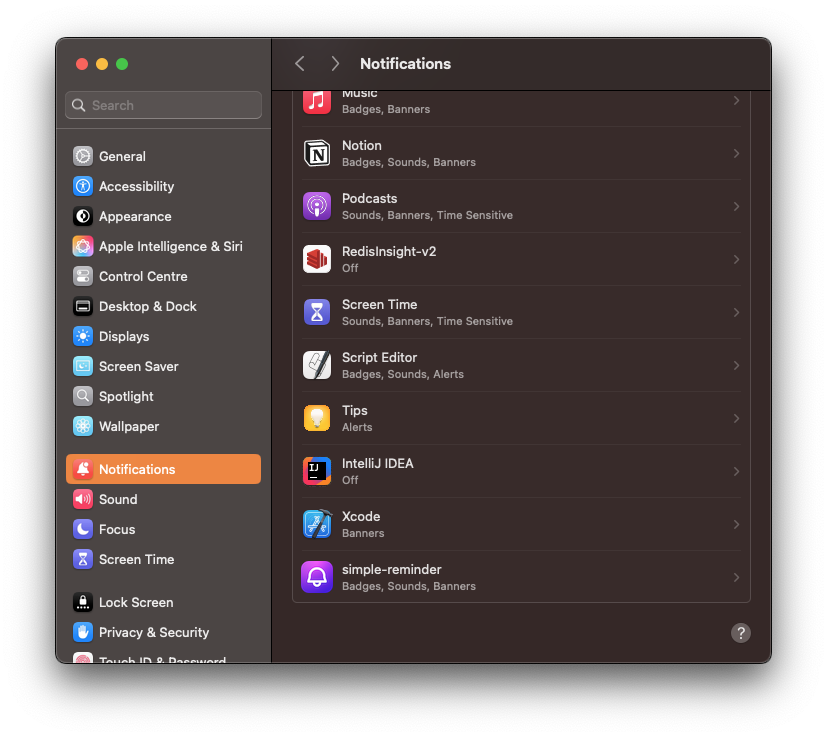 Notifications
Search
General
Accessibility
Appearance
Apple Intelligence & Siri
Control Centre
Desktop & Dock
Displays
Screen Saver
Spotlight
Wallpaper
Notifications
Sound
Focus
Screen Time
Lock Screen
Privacy & Security
Touch ID & Password
Music
Badges, Banners
Notion
Badges, Sounds, Banners
Podcasts
Sounds, Banners, Time Sensitive
RedisInsight-v2
Off
Screen Time
Sounds, Banners, Time Sensitive
Script Editor
Badges, Sounds, Alerts
Tips
Alerts
IJ
IntelliJ IDEA
Off
Xcode
Banners
simple-reminder
Badges, Sounds, Banners
?